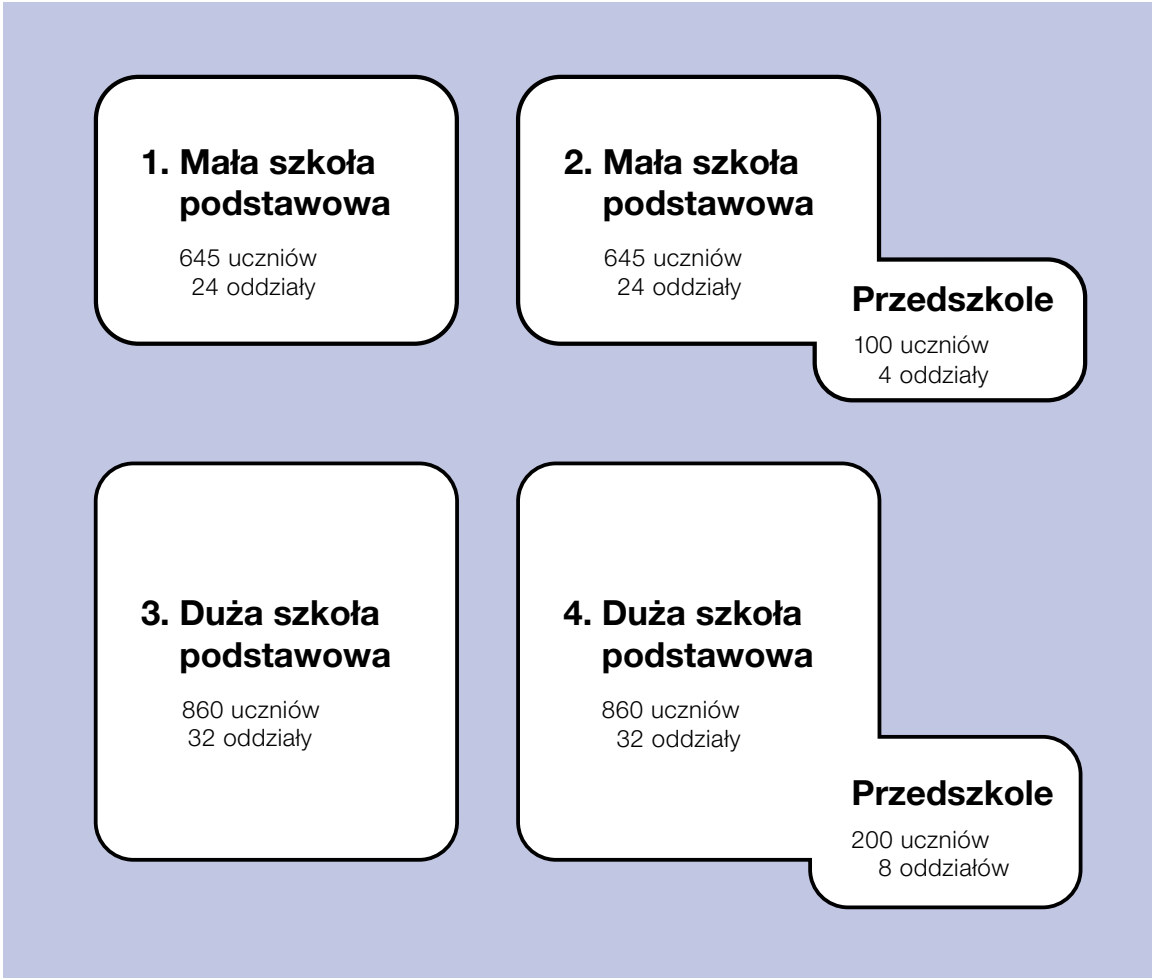 1. Mała szkoła
podstawowa
645 uczniów
24 oddziały
2. Mała szkoła
podstawowa
645 uczniów
24 oddziały
Przedszkole
100 uczniów
4 oddziały
3. Duża szkoła
podstawowa
860 uczniów
32 oddziały
4. Duża szkoła
podstawowa
860 uczniów
32 oddziały
Przedszkole
200 uczniów
8 oddziałów